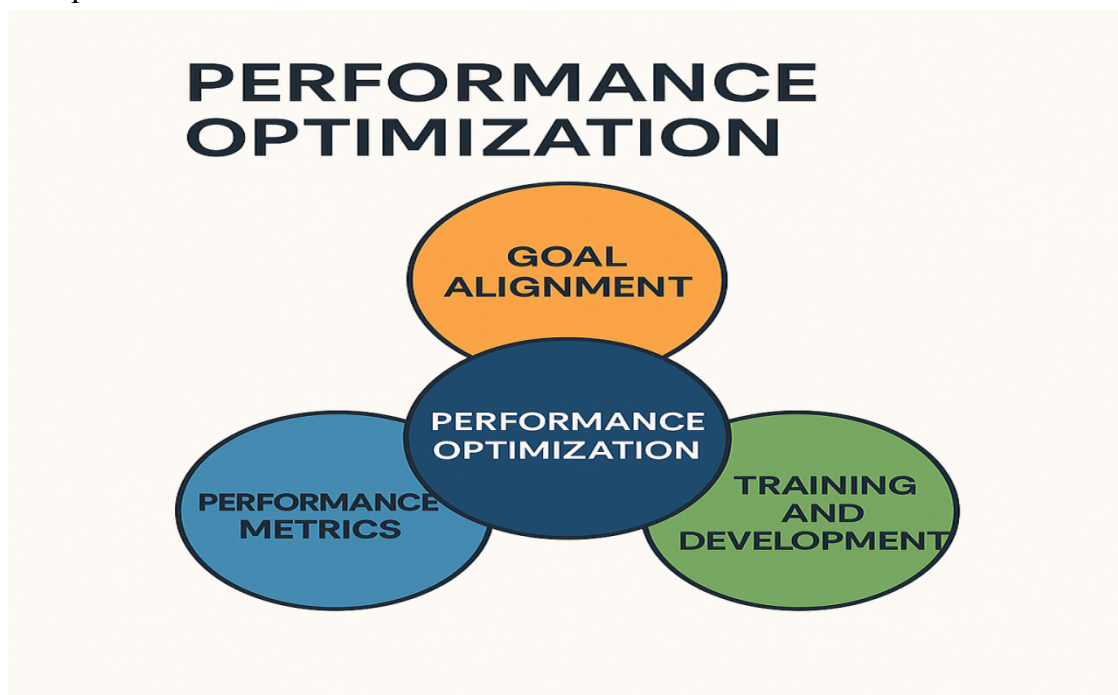 PERFORMANCE
OPTIMIZATION
GOAL
ALIGNMENT
PERFORMANCE
OPTIMIZATION
PERFORMANCE
METRICS
TRAINING
AND
DEVELOPMENT